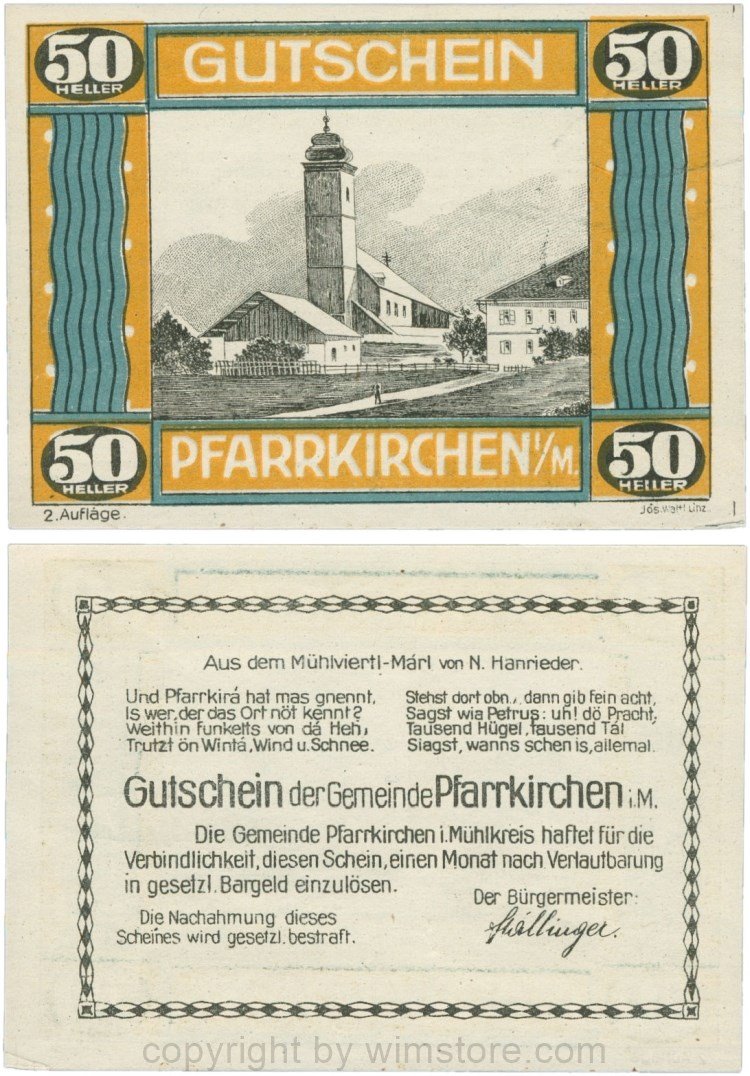 50 HELLER
GUTSCHEIN
50 HELLER
50 HELLER
PFARRKIRCHEN I/M.
50 HELLER
2. Auflage.
Jos. Linz.
Aus dem Mühlviertl-Márl von N. Hanrieder.
Und Pfarrkirá hat mas gnennt,
Is wer, der das Ort nöt kennt?
Weithin funkelts von dá Heh,
Trutzt ön Wintá, Wind u. Schnee.
Stehst dort obn., dann gib fein acht,
Sagst wia Petrus: uh! dö Pracht,
Tausend Hügel, tausend Tál
Siagst, wanns schen is, allemal.
Gutschein der Gemeinde Pfarrkirchen i. M.
Die Gemeinde Pfarrkirchen i. Mühlkreis haftet für die
Verbindlichkeit, diesen Schein, einen Monat nach Verlautbarung
in gesetzl. Bargeld einzulösen.
Der Bürgermeister:
Die Nachahmung dieses
Scheines wird gesetzl. bestraft.
copyright by wimstore.com